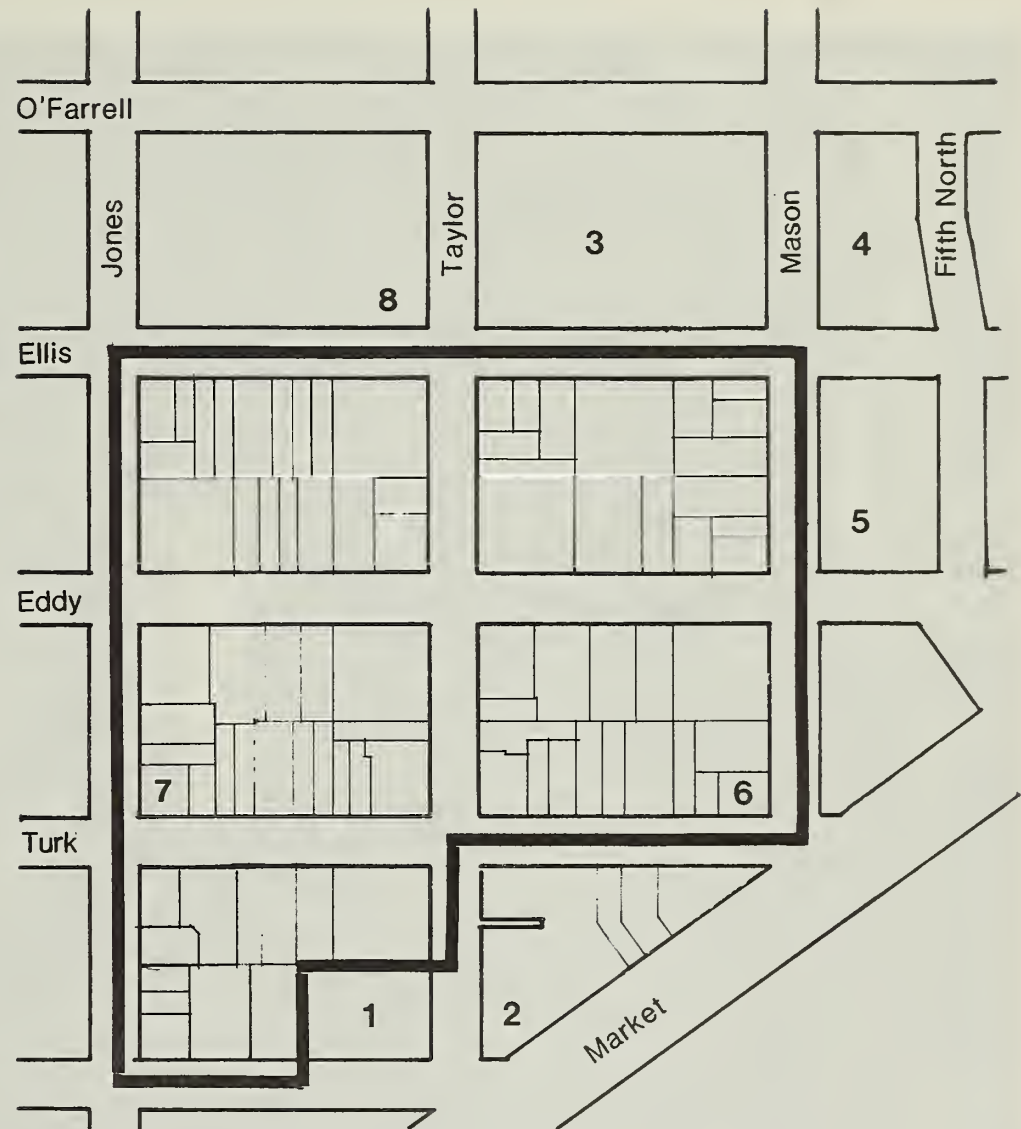 O'Farrell
Jones
Taylor
3
Mason
4
Fifth North
8
Ellis
5
Eddy
7
6
Turk
1
2
Market